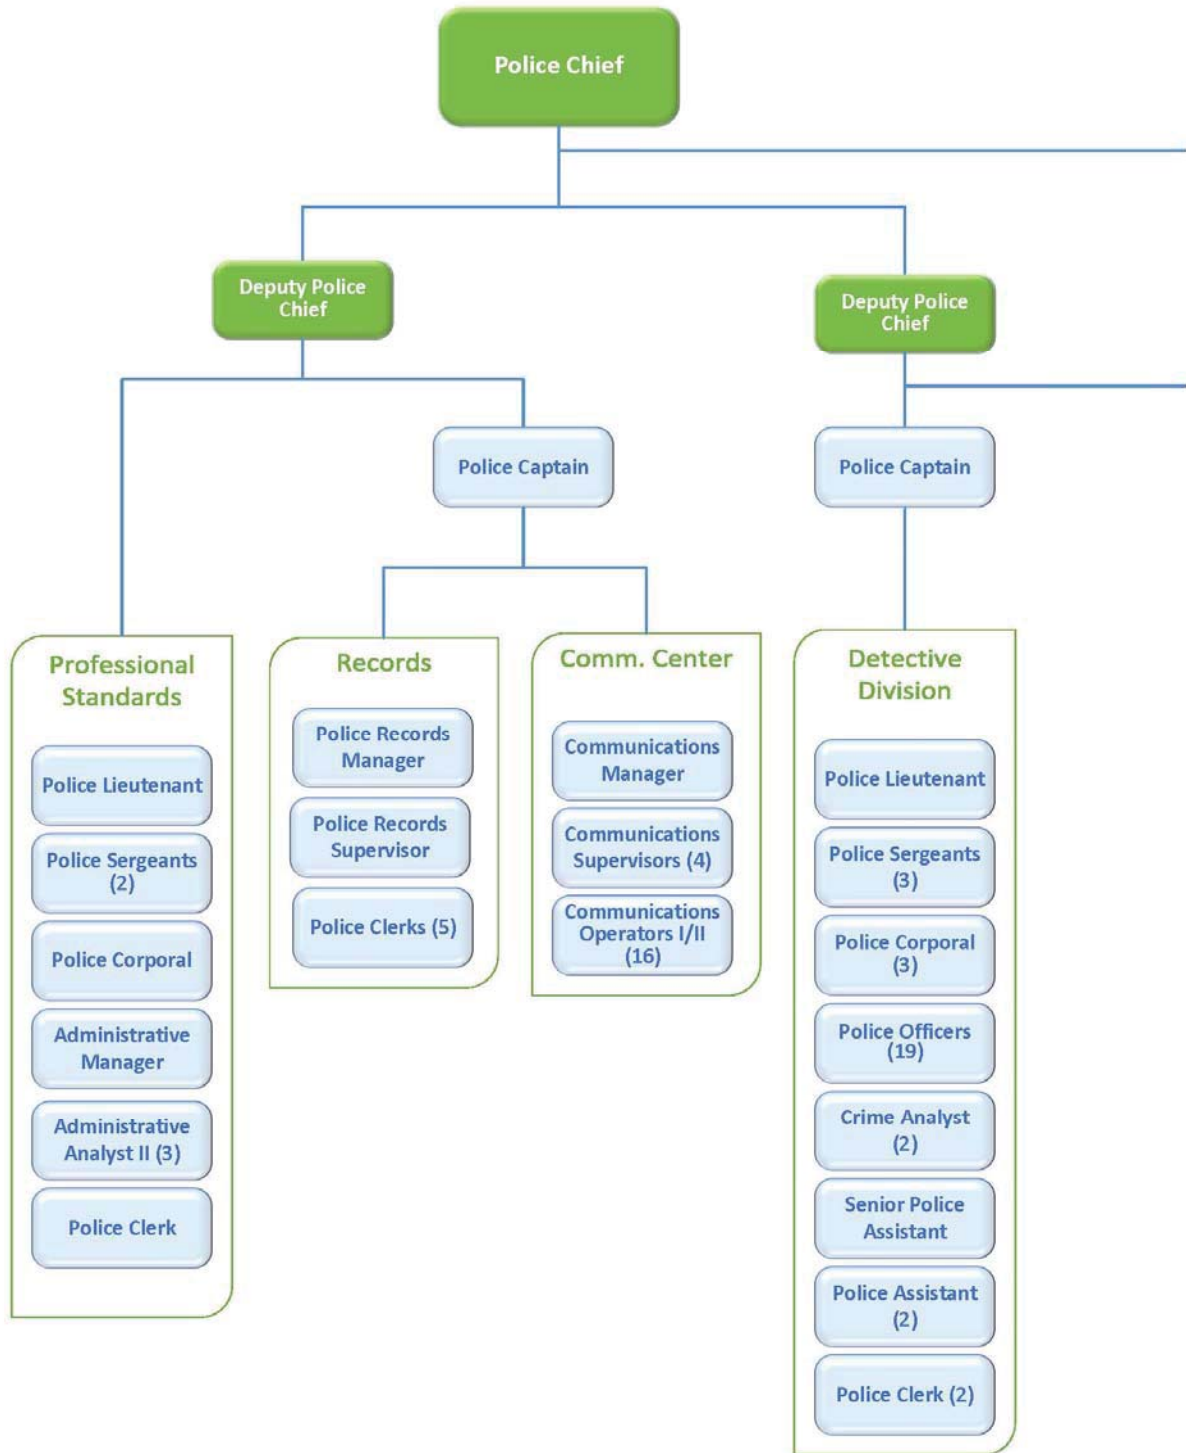 Police Chief
Deputy Police
Chief
Deputy Police
Chief
Police Captain
Police Captain
Professional
Standards
Police Lieutenant
Police Sergeants
(2)
Police Corporal
Administrative
Manager
Administrative
Analyst II (3)
Police Clerk
Records
Police Records
Manager
Police Records
Supervisor
Police Clerks (5)
Comm. Center
Communications
Manager
Communications
Supervisors (4)
Communications
Operators I/II
(16)
Detective
Division
Police Lieutenant
Police Sergeants
(3)
Police Corporal
(3)
Police Officers
(19)
Crime Analyst
(2)
Senior Police
Assistant
Police Assistant
(2)
Police Clerk (2)